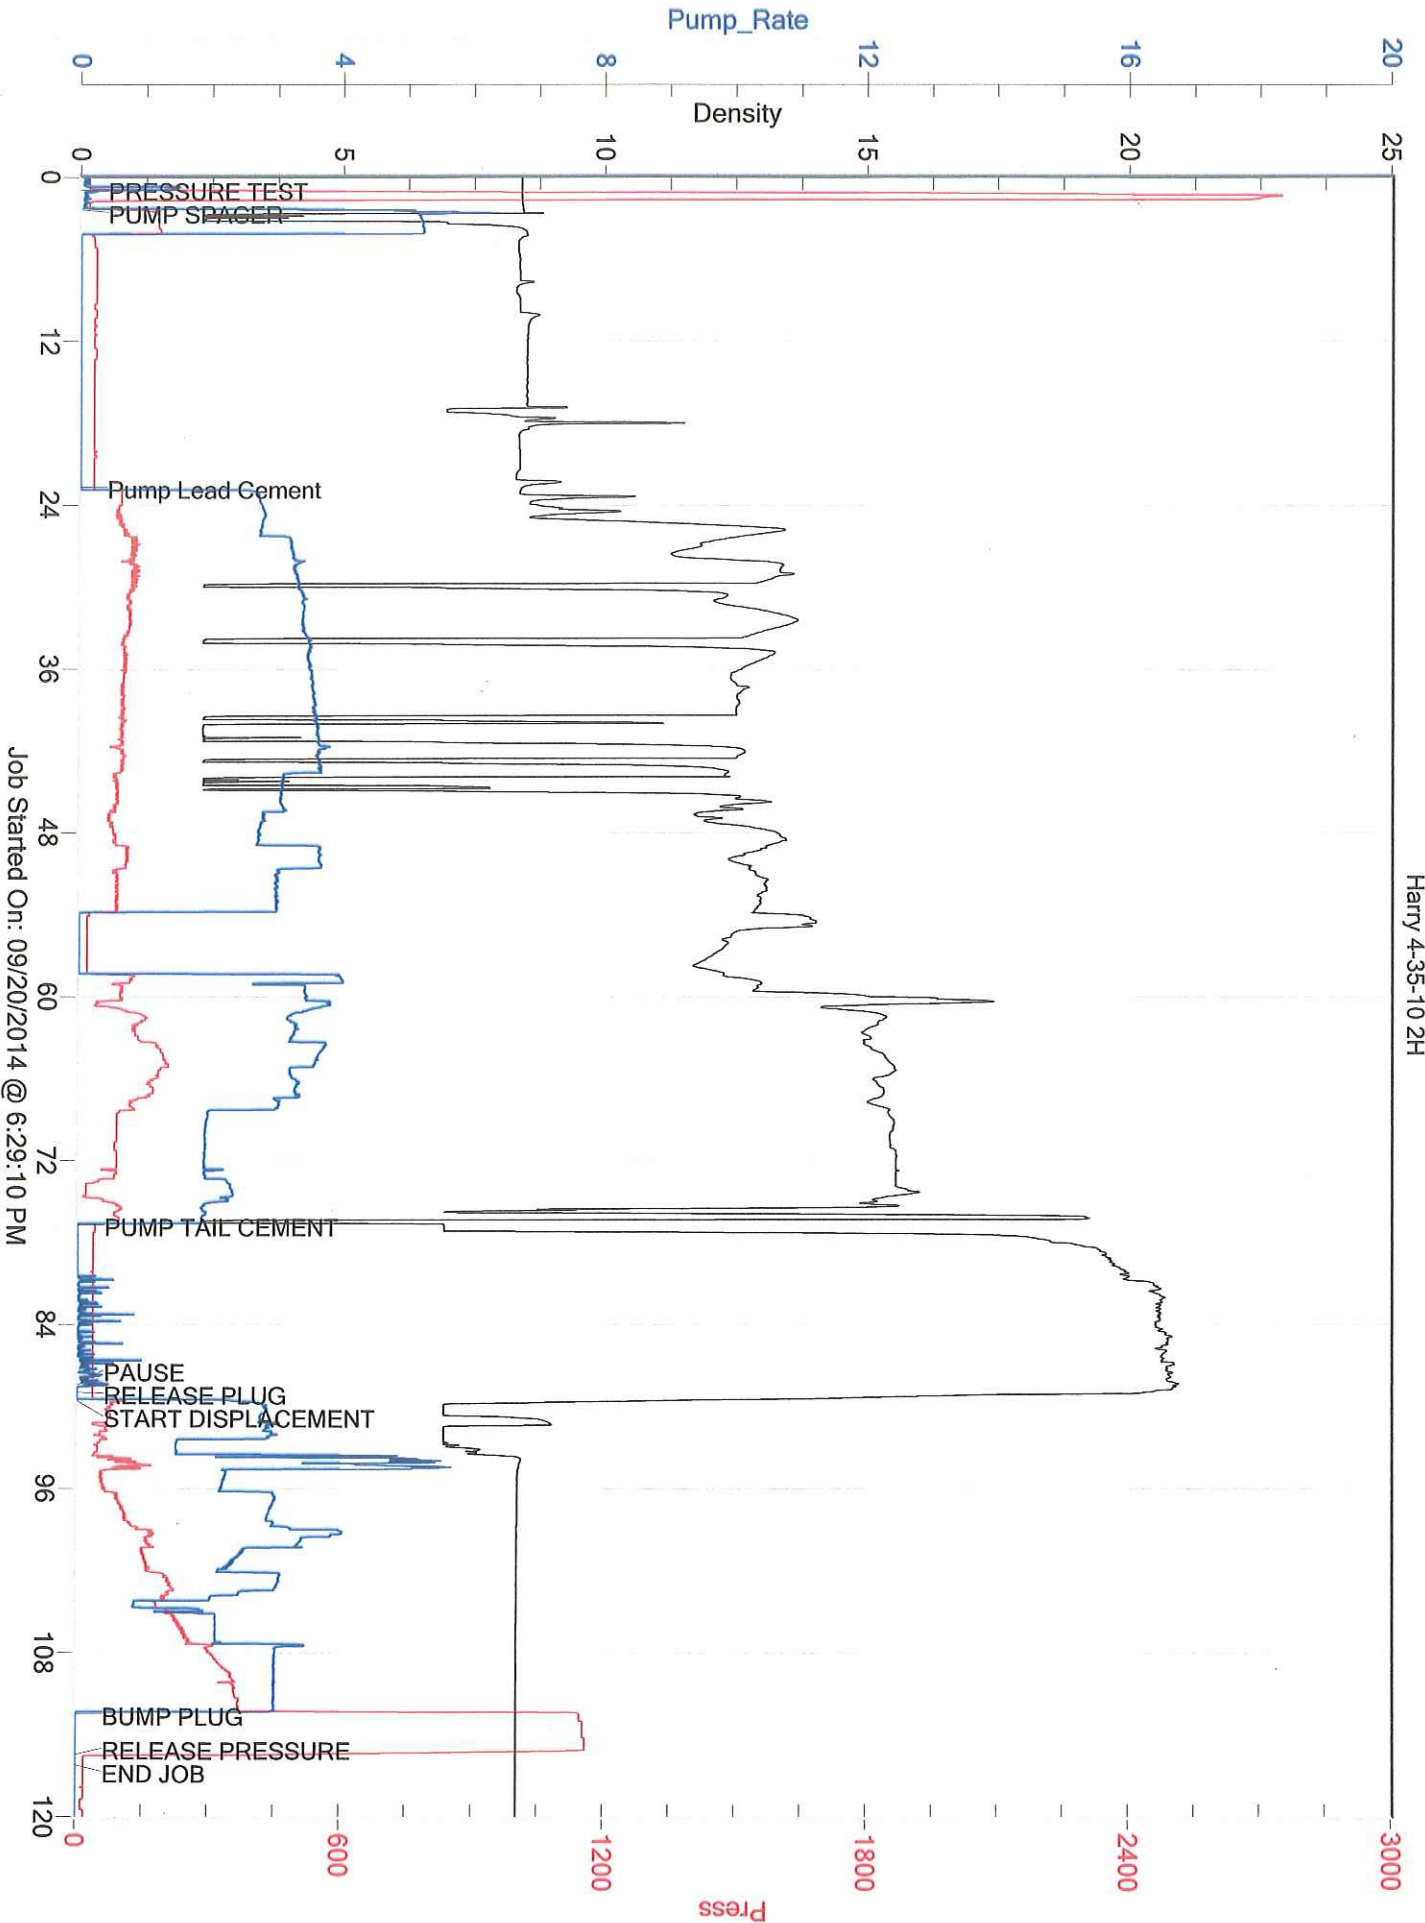 Pump_Rate
0
4
8
12
16
20
Density
0
5
10
15
20
25
Harry 4-35-10 2H
0
12
24
36
48
60
72
84
96
108
120
Job Started On: 09/20/2014 @ 6:29:10 PM
PRESSURE TEST
PUMP SPACER
Pump Lead Cement
PUMP TAIL CEMENT
PAUSE
RELEASE PLUG
START DISPLACEMENT
BUMP PLUG
RELEASE PRESSURE
END JOB
0
600
1200
1800
2400
3000
Press